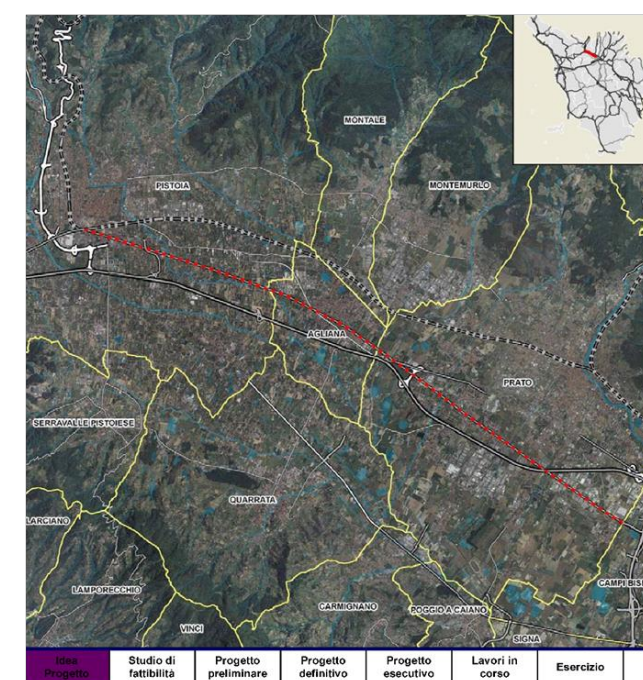 MONTALE
PISTOIA
MONTEMURLO
AGLIANA
PRATO
SERRAVALLE PISTOIESE
QUARRATA
LARCIANO
CAMPI BIS
LAMPORECCHIO
CARMIGNANO
POGGIO A CAIANO
VINCI
SIGNA
Idea
Progetto
Studio di
fattibilità
Progetto
preliminare
Progetto
definitivo
Progetto
esecutivo
Lavori in
corso
Esercizio